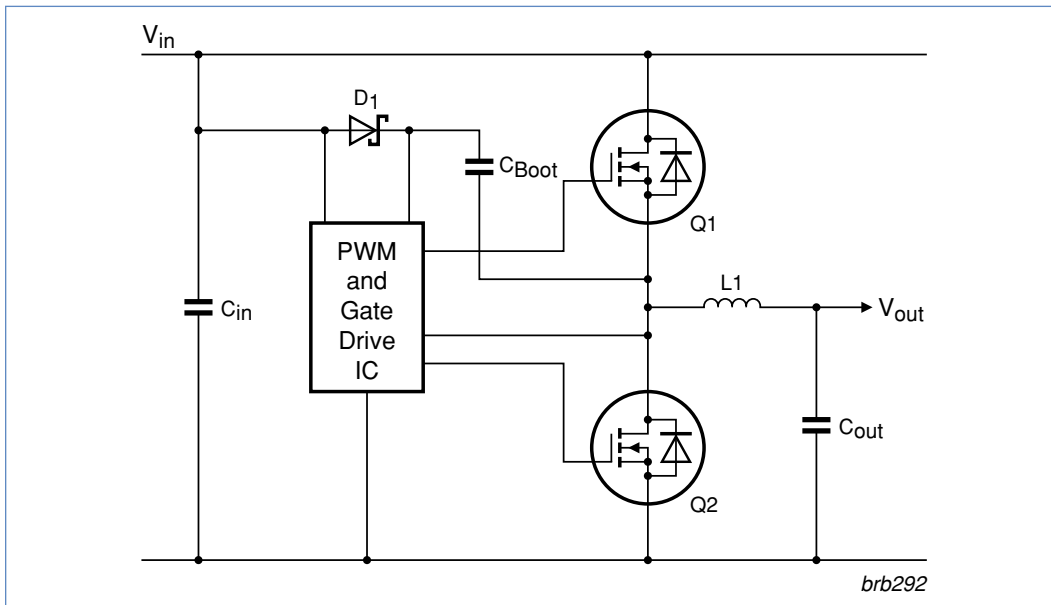 Vin
D1
CBoot
Q1
PWM
and
Gate
Drive
IC
Cin
L1
Vout
Cout
Q2
brb292